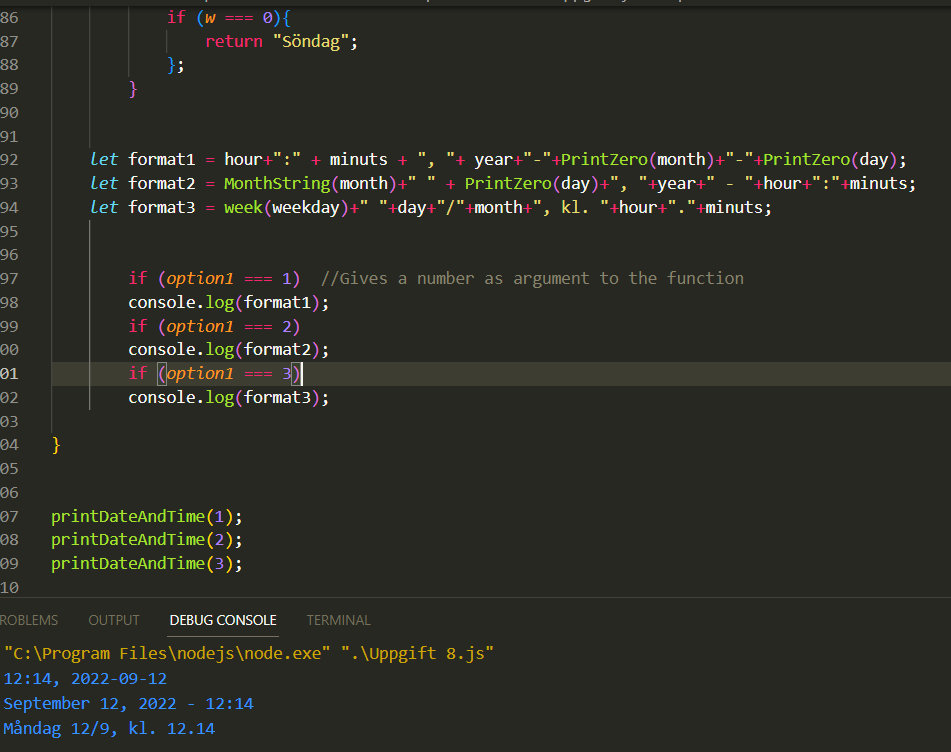 86 if (w === 0){
87 return "Söndag";
88 };
89 }
90
91
92 let format1 = hour+":" + minuts + ", "+ year+"-"+PrintZero(month)+"-"+PrintZero(day);
93 let format2 = MonthString(month)+" " + PrintZero(day)+", "+year+" - "+hour+":"+minuts;
94 let format3 = week(weekday)+" "+day+"/"+month+", kl. "+hour+"."+minuts;
95
96
97 if (option1 === 1) //Gives a number as argument to the function
98 console.log(format1);
99 if (option1 === 2)
00 console.log(format2);
01 if (option1 === 3)
02 console.log(format3);
03
04 }
05
06
07 printDateAndTime(1);
08 printDateAndTime(2);
09 printDateAndTime(3);
10
ROBLEMS OUTPUT DEBUG CONSOLE TERMINAL
"C:\Program Files\nodejs\node.exe" ".\Uppgift 8.js"
12:14, 2022-09-12
September 12, 2022 - 12:14
Måndag 12/9, kl. 12.14